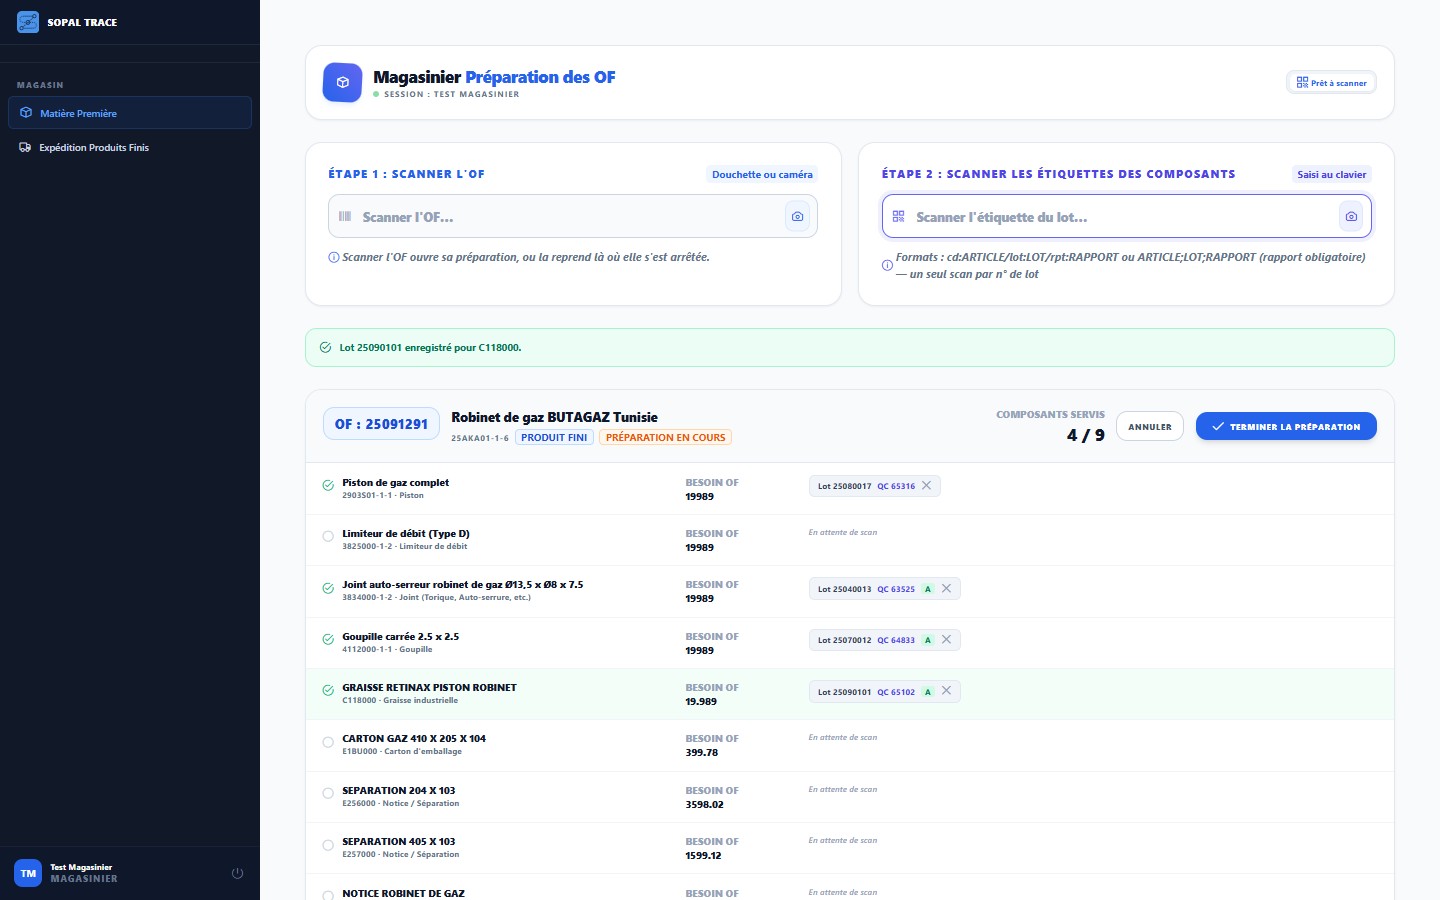 SOPAL TRACE
MAGASIN
Matière Première
Expédition Produits Finis
Test Magasinier
MAGASINIER
TM
Magasinier Préparation des OF
SESSION : TEST MAGASINIER
Prêt à scanner
ÉTAPE 1 : SCANNER L'OF
Douchette ou caméra
Scanner l'OF...
Scanner l'OF ouvre sa préparation, ou la reprend là où elle s'est arrêtée.
ÉTAPE 2 : SCANNER LES ÉTIQUETTES DES COMPOSANTS
Saisi au clavier
Scanner l'étiquette du lot...
Formats : cd:ARTICLE/lot:LOT/rpt:RAPPORT ou ARTICLE;LOT;RAPPORT (rapport obligatoire)
— un seul scan par n° de lot
Lot 25090101 enregistré pour C118000.
OF : 25091291
Robinet de gaz BUTAGAZ Tunisie
25AKA01-1-6 PRODUIT FINI PRÉPARATION EN COURS
COMPOSANTS SERVIS
4 / 9
ANNULER
TERMINER LA PRÉPARATION
Piston de gaz complet
2903S01-1-1 · Piston
BESOIN OF
19989
Lot 25080017 QC 65316
Limiteur de débit (Type D)
3825000-1-2 · Limiteur de débit
BESOIN OF
19989
En attente de scan
Joint auto-serreur robinet de gaz Ø13,5 x Ø8 x 7.5
3834000-1-2 · Joint (Torique, Auto-serrure, etc.)
BESOIN OF
19989
Lot 25040013 QC 63525 A
Goupille carrée 2.5 x 2.5
4112000-1-1 · Goupille
BESOIN OF
19989
Lot 25070012 QC 64833 A
GRAISSE RETINAX PISTON ROBINET
C118000 · Graisse industrielle
BESOIN OF
19.989
Lot 25090101 QC 65102 A
CARTON GAZ 410 X 205 X 104
E1BU000 · Carton d'emballage
BESOIN OF
399.78
En attente de scan
SEPARATION 204 X 103
E256000 · Notice / Séparation
BESOIN OF
3598.02
En attente de scan
SEPARATION 405 X 103
E257000 · Notice / Séparation
BESOIN OF
1599.12
En attente de scan
NOTICE ROBINET DE GAZ
BESOIN OF
En attente de scan